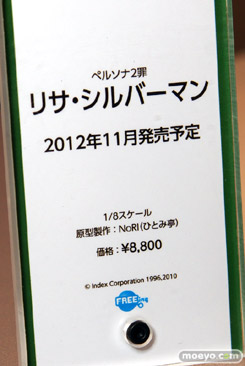 ペルソナ2罪
リサ・シルバーマン
2012年11月発売予定
1/8スケール
原型製作：NoRI（ひとみ亭）
価格：¥8,800
© Index Corporation 1996,2010
FREEing
moeyo.com